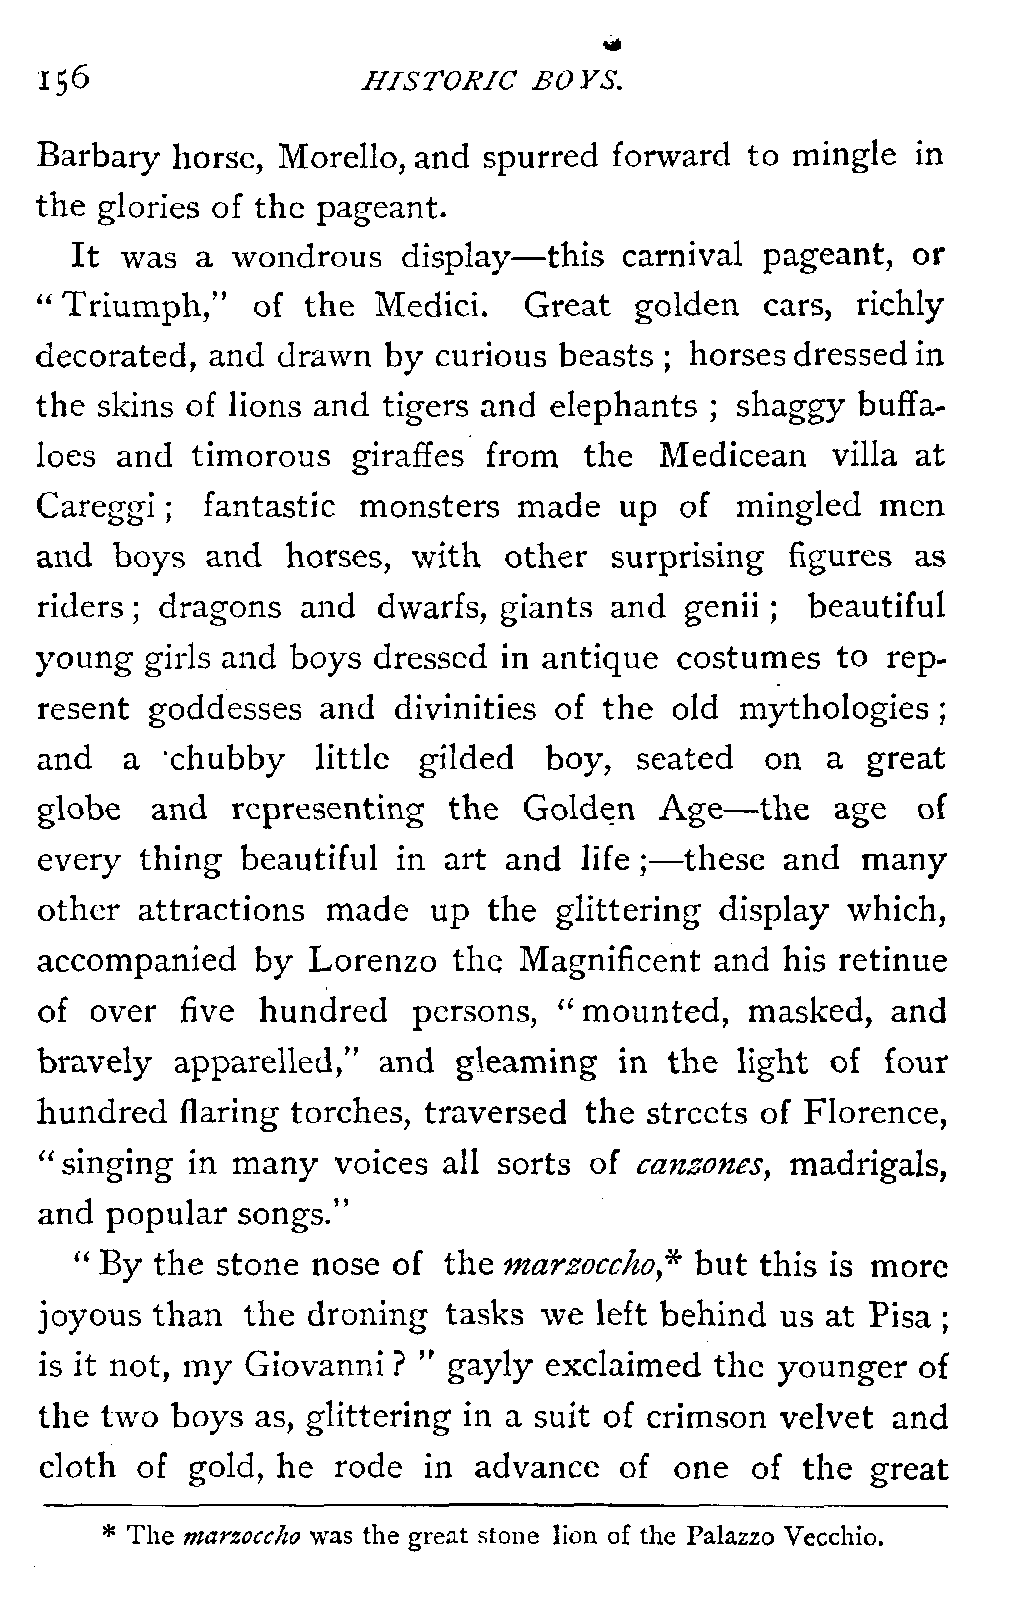 156 HISTORIC BOYS.
Barbary horse, Morello, and spurred forward to mingle in
the glories of the pageant.
It was a wondrous display—this carnival pageant, or
“Triumph,” of the Medici. Great golden cars, richly
decorated, and drawn by curious beasts ; horses dressed in
the skins of lions and tigers and elephants ; shaggy buffa-
loes and timorous giraffes from the Medicean villa at
Careggi ; fantastic monsters made up of mingled men
and boys and horses, with other surprising figures as
riders ; dragons and dwarfs, giants and genii ; beautiful
young girls and boys dressed in antique costumes to rep-
resent goddesses and divinities of the old mythologies ;
and a chubby little gilded boy, seated on a great
globe and representing the Golden Age—the age of
every thing beautiful in art and life ;—these and many
other attractions made up the glittering display which,
accompanied by Lorenzo the Magnificent and his retinue
of over five hundred persons, “mounted, masked, and
bravely apparelled,” and gleaming in the light of four
hundred flaring torches, traversed the streets of Florence,
“singing in many voices all sorts of canzones, madrigals,
and popular songs.”
“By the stone nose of the marzoccho,* but this is more
joyous than the droning tasks we left behind us at Pisa ;
is it not, my Giovanni ? ” gayly exclaimed the younger of
the two boys as, glittering in a suit of crimson velvet and
cloth of gold, he rode in advance of one of the great
* The marzoccho was the great stone lion of the Palazzo Vecchio.